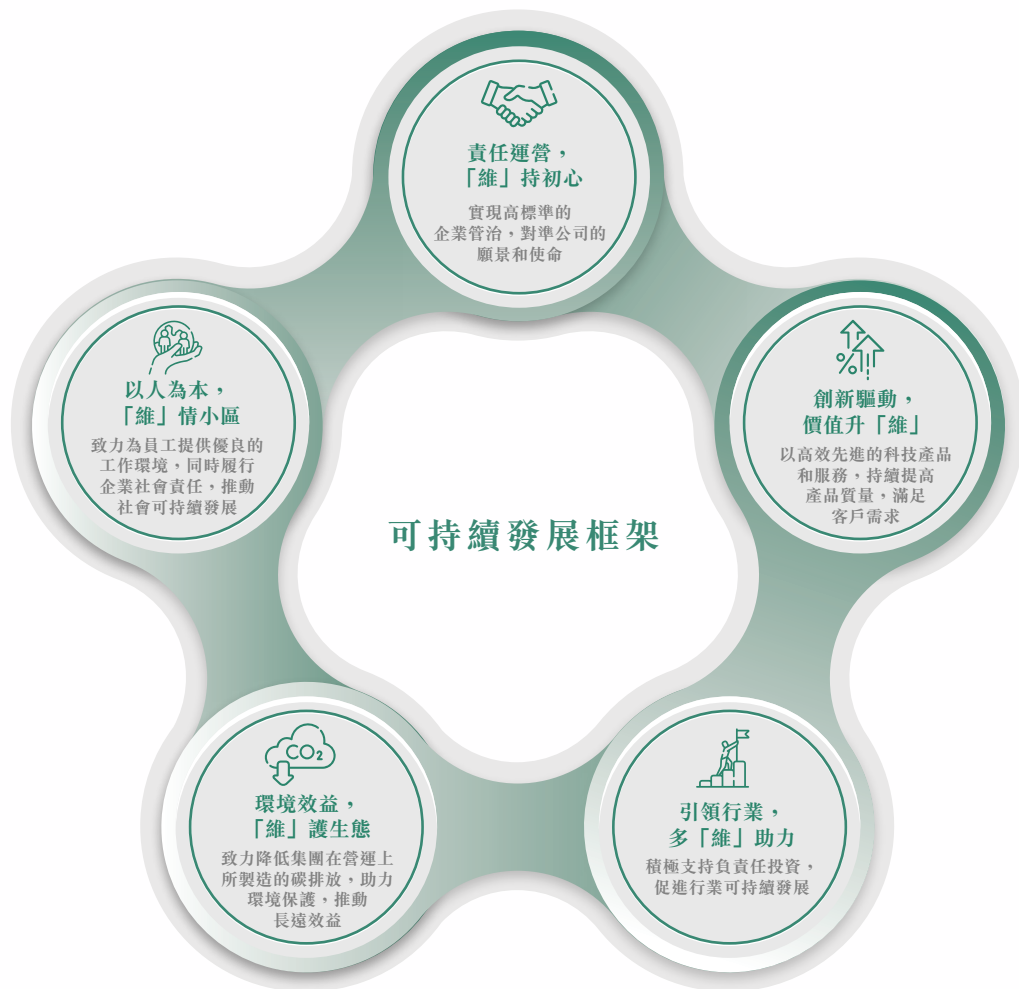 責任運營，
「維」持初心
實現高標準的
企業管治，對準公司的
願景和使命
以人為本，
「維」情小區
致力為員工提供優良的
工作環境，同時履行
企業社會責任，推動
社會可持續發展
創新驅動，
價值升「維」
以高效先進的科技產品
和服務，持續提高
產品質量，滿足
客戶需求
可持續發展框架
環境效益，
「維」護生態
致力降低集團在營運上
所製造的碳排放，助力
環境保護，推動
長遠效益
CO₂
引領行業，
多「維」助力
積極支持負責任投資，
促進行業可持續發展